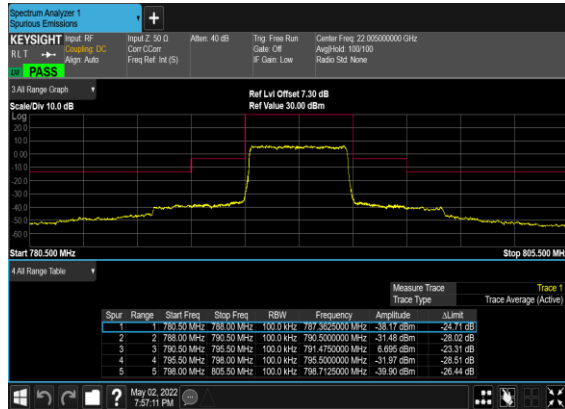 Spectrum Analyzer 1
Spurious Emissions
KEYSIGHT Input: RF Input Z: 50 Ω Atten: 40 dB Trig: Free Run Center Freq: 22.005000000 GHz
RLT Coupling: DC Corr CCorr Gate: Off Avg|Hold: 100/100
Align: Auto Freq Ref: Int (S) IF Gain: Low Radio Std: None
PASS
3 All Range Graph
Ref Lvl Offset 7.30 dB
Scale/Div 10.0 dB Ref Value 30.00 dBm
Log
20.0
10.0
0.00
-10.0
-20.0
-30.0
-40.0
-50.0
-60.0
Start 780.500 MHz Stop 805.500 MH
4 All Range Table
Measure Trace Trace 1
Trace Type Trace Average (Active)
Spur Range Start Freq Stop Freq RBW Frequency Amplitude ΔLimit
1 1 780.50 MHz 788.00 MHz 100.0 kHz 787.3625000 MHz -38.17 dBm -24.71 dB
2 2 788.00 MHz 790.50 MHz 100.0 kHz 790.5000000 MHz -31.48 dBm -28.02 dB
3 3 790.50 MHz 795.50 MHz 100.0 kHz 791.4750000 MHz 6.695 dBm -23.31 dB
4 4 795.50 MHz 798.00 MHz 100.0 kHz 795.5000000 MHz -31.97 dBm -28.51 dB
5 5 798.00 MHz 805.50 MHz 100.0 kHz 798.7125000 MHz -39.90 dBm -26.44 dB
?
May 02, 2022
7:57:11 PM